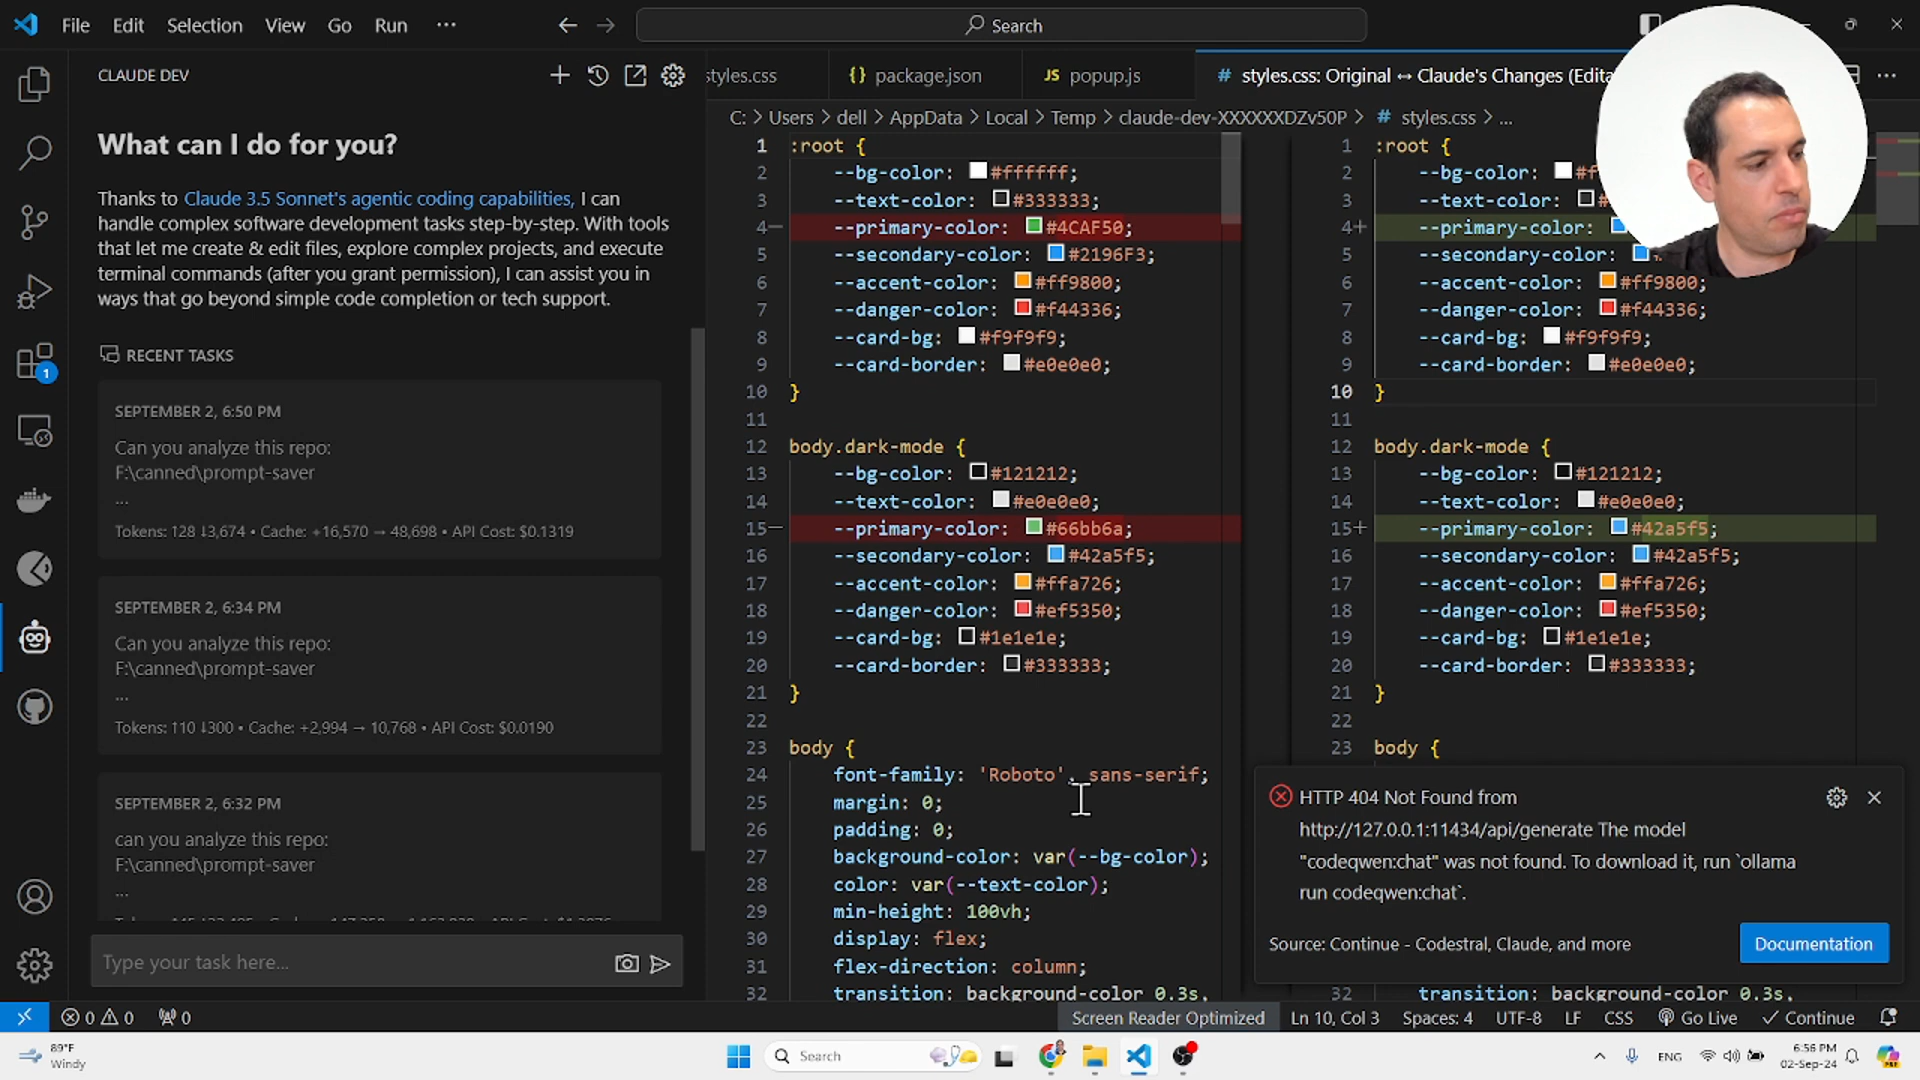 File Edit Selection View Go Run ···
Search
CLAUDE DEV
styles.css
{} package.json
JS popup.js
# styles.css: Original ↔ Claude's Changes (Edita
C: > Users > dell > AppData > Local > Temp > claude-dev-XXXXXXDZv50P > # styles.css > ...
What can I do for you?
Thanks to Claude 3.5 Sonnet's agentic coding capabilities, I can
handle complex software development tasks step-by-step. With tools
that let me create & edit files, explore complex projects, and execute
terminal commands (after you grant permission), I can assist you in
ways that go beyond simple code completion or tech support.
RECENT TASKS
SEPTEMBER 2, 6:50 PM
Can you analyze this repo:
F:\canned\prompt-saver
...
Tokens: ↑28 ↓3,674 • Cache: +16,570 → 48,698 • API Cost: $0.1319
SEPTEMBER 2, 6:34 PM
Can you analyze this repo:
F:\canned\prompt-saver
...
Tokens: ↑10 ↓300 • Cache: +2,994 → 10,768 • API Cost: $0.0190
SEPTEMBER 2, 6:32 PM
can you analyze this repo:
F:\canned\prompt-saver
...
Type your task here...
1 :root {
2 --bg-color: #ffffff;
3 --text-color: #333333;
4− --primary-color: #4CAF50;
5 --secondary-color: #2196F3;
6 --accent-color: #ff9800;
7 --danger-color: #f44336;
8 --card-bg: #f9f9f9;
9 --card-border: #e0e0e0;
10 }
11
12 body.dark-mode {
13 --bg-color: #121212;
14 --text-color: #e0e0e0;
15− --primary-color: #66bb6a;
16 --secondary-color: #42a5f5;
17 --accent-color: #ffa726;
18 --danger-color: #ef5350;
19 --card-bg: #1e1e1e;
20 --card-border: #333333;
21 }
22
23 body {
24 font-family: 'Roboto', sans-serif;
25 margin: 0;
26 padding: 0;
27 background-color: var(--bg-color);
28 color: var(--text-color);
29 min-height: 100vh;
30 display: flex;
31 flex-direction: column;
32 transition: background-color 0.3s,
1 :root {
2 --bg-color: #f
3 --text-color:
4+ --primary-color:
5 --secondary-color:
6 --accent-color: #ff9800;
7 --danger-color: #f44336;
8 --card-bg: #f9f9f9;
9 --card-border: #e0e0e0;
10 }
11
12 body.dark-mode {
13 --bg-color: #121212;
14 --text-color: #e0e0e0;
15+ --primary-color: #42a5f5;
16 --secondary-color: #42a5f5;
17 --accent-color: #ffa726;
18 --danger-color: #ef5350;
19 --card-bg: #1e1e1e;
20 --card-border: #333333;
21 }
22
23 body {
32 transition: background-color 0.3s,
HTTP 404 Not Found from
http://127.0.0.1:11434/api/generate The model
"codeqwen:chat" was not found. To download it, run `ollama
run codeqwen:chat`.
Source: Continue - Codestral, Claude, and more
Documentation
1
0 0 0
Screen Reader Optimized Ln 10, Col 3 Spaces: 4 UTF-8 LF CSS Go Live Continue
89°F
Windy
Search
ENG
6:56 PM
02-Sep-24